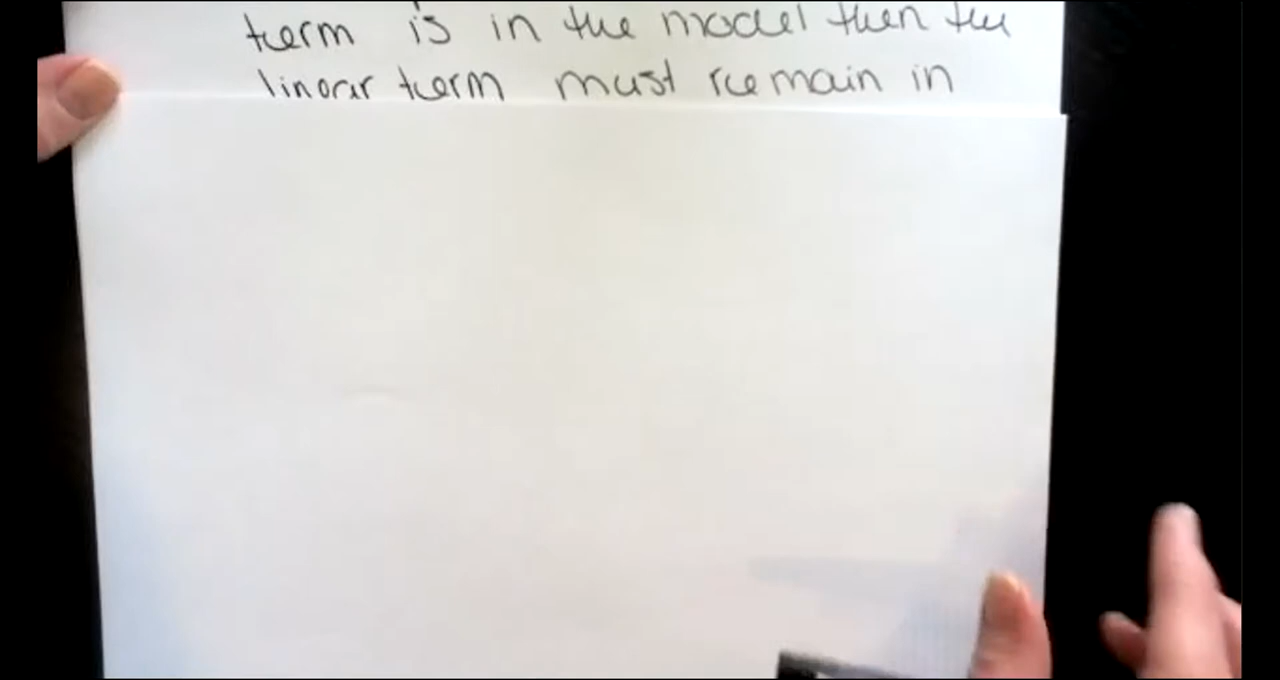 term is in the model then the
linear term must remain in